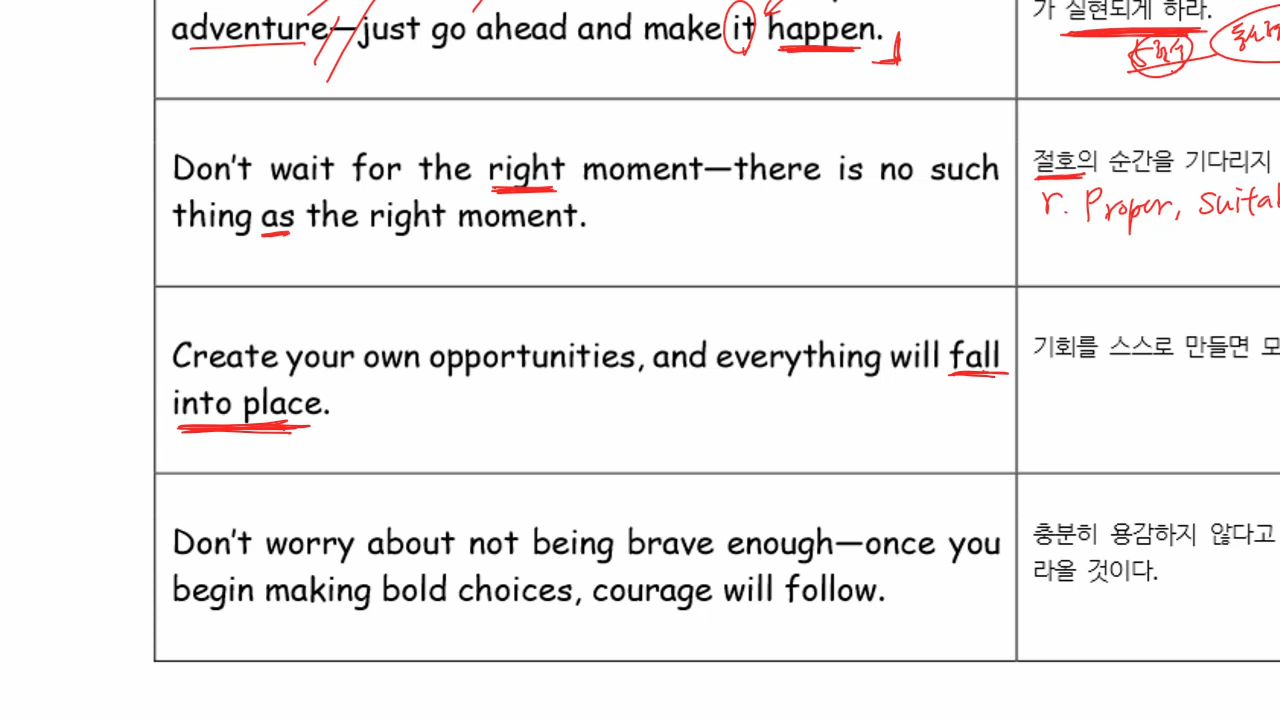 adventure—just go ahead and make it happen.
가 실현되게 하라.
Don't wait for the right moment—there is no such
thing as the right moment.
절호의 순간을 기다리지
r. Proper, suital
Create your own opportunities, and everything will fall
into place.
기회를 스스로 만들면 모
Don't worry about not being brave enough—once you
begin making bold choices, courage will follow.
충분히 용감하지 않다고
라올 것이다.